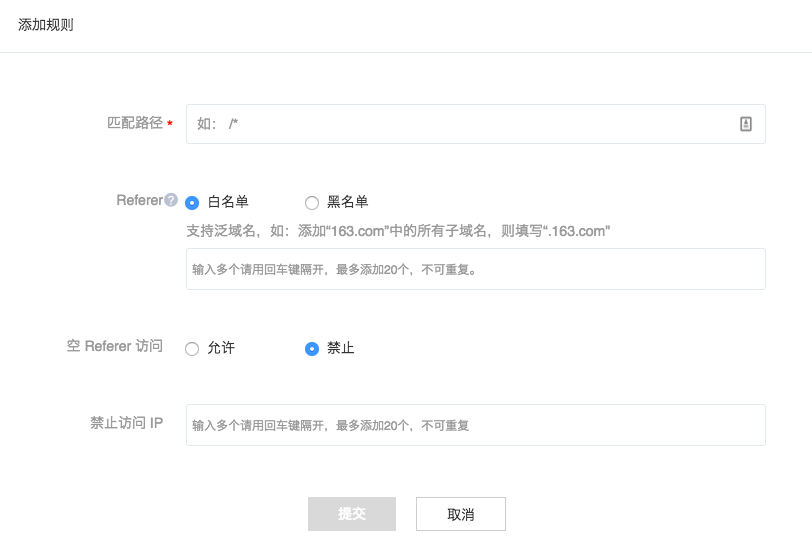 添加规则
匹配路径 *
如： /*
Referer ?
白名单 黑名单
支持泛域名，如：添加“163.com”中的所有子域名，则填写“.163.com”
输入多个请用回车键隔开，最多添加20个，不可重复。
空 Referer 访问 允许 禁止
禁止访问 IP
输入多个请用回车键隔开，最多添加20个，不可重复
提交 取消